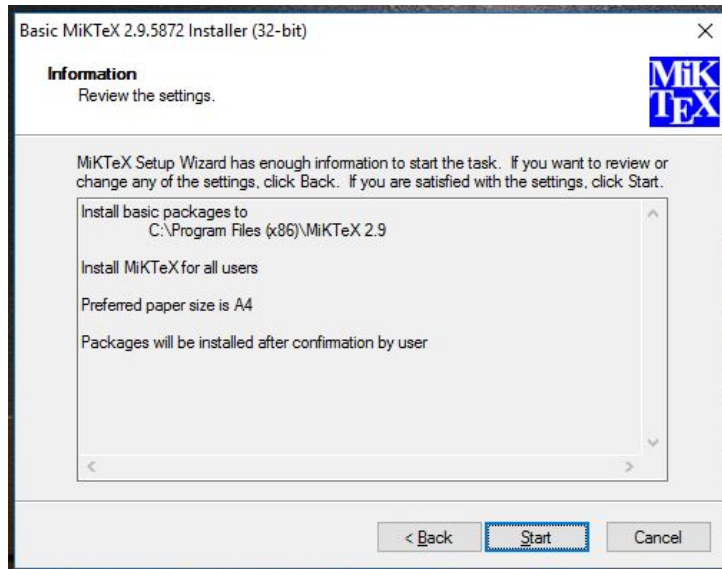 Basic MiKTeX 2.9.5872 Installer (32-bit)
Information
Review the settings.
MiK
TEX
MiKTeX Setup Wizard has enough information to start the task. If you want to review or
change any of the settings, click Back. If you are satisfied with the settings, click Start.
Install basic packages to
C:\Program Files (x86)\MiKTeX 2.9
Install MiKTeX for all users
Preferred paper size is A4
Packages will be installed after confirmation by user
< Back
Start
Cancel